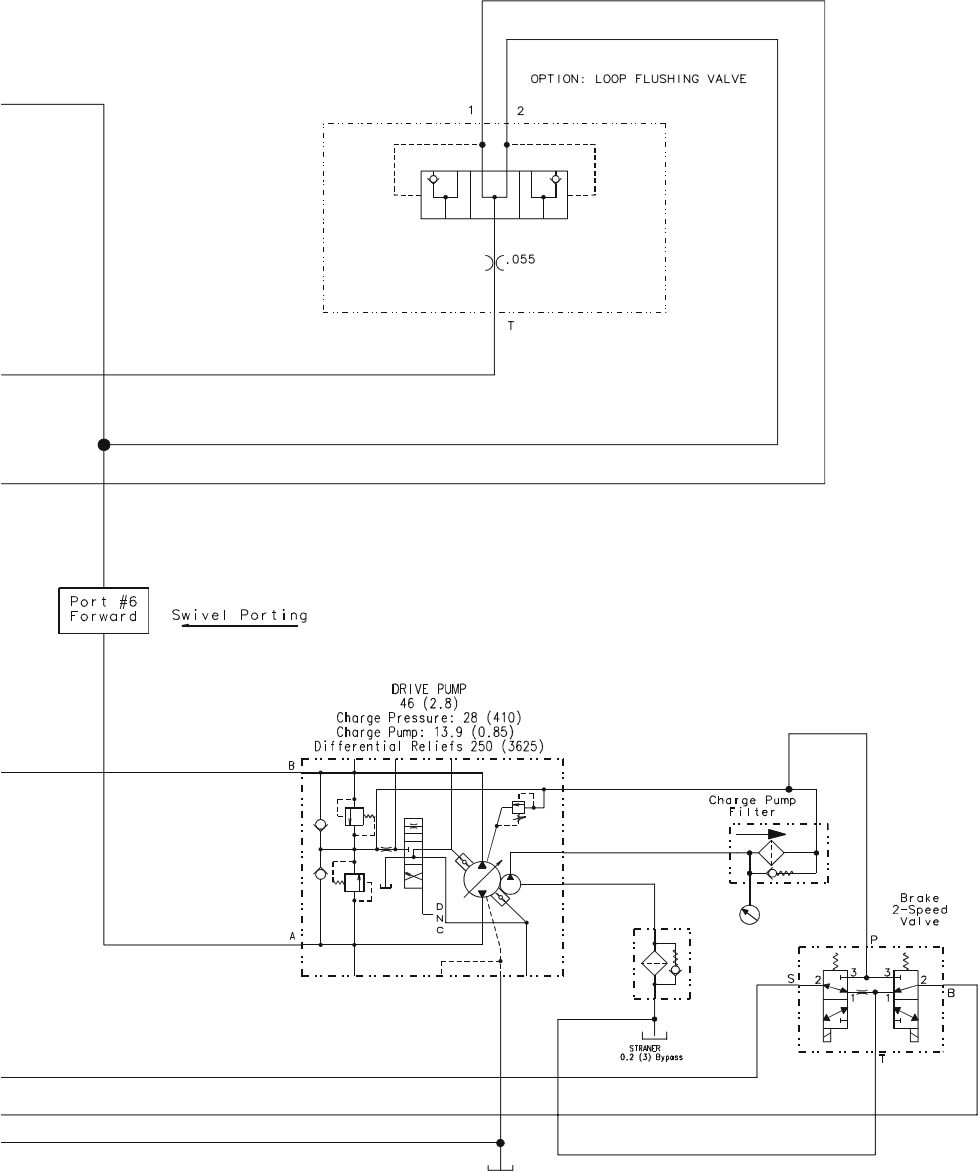 OPTION: LOOP FLUSHING VALVE
1
2
.055
T
Port #6
Forward
Swivel Porting
DRIVE PUMP
46 (2.8)
Charge Pressure: 28 (410)
Charge Pump: 13.9 (0.85)
Differential Reliefs 250 (3625)
B
Charge Pump
Filter
D
N
C
A
Brake
2-Speed
Valve
P
S
2
3
3
2
B
1
1
T
STRANER
0.2 (3) Bypass